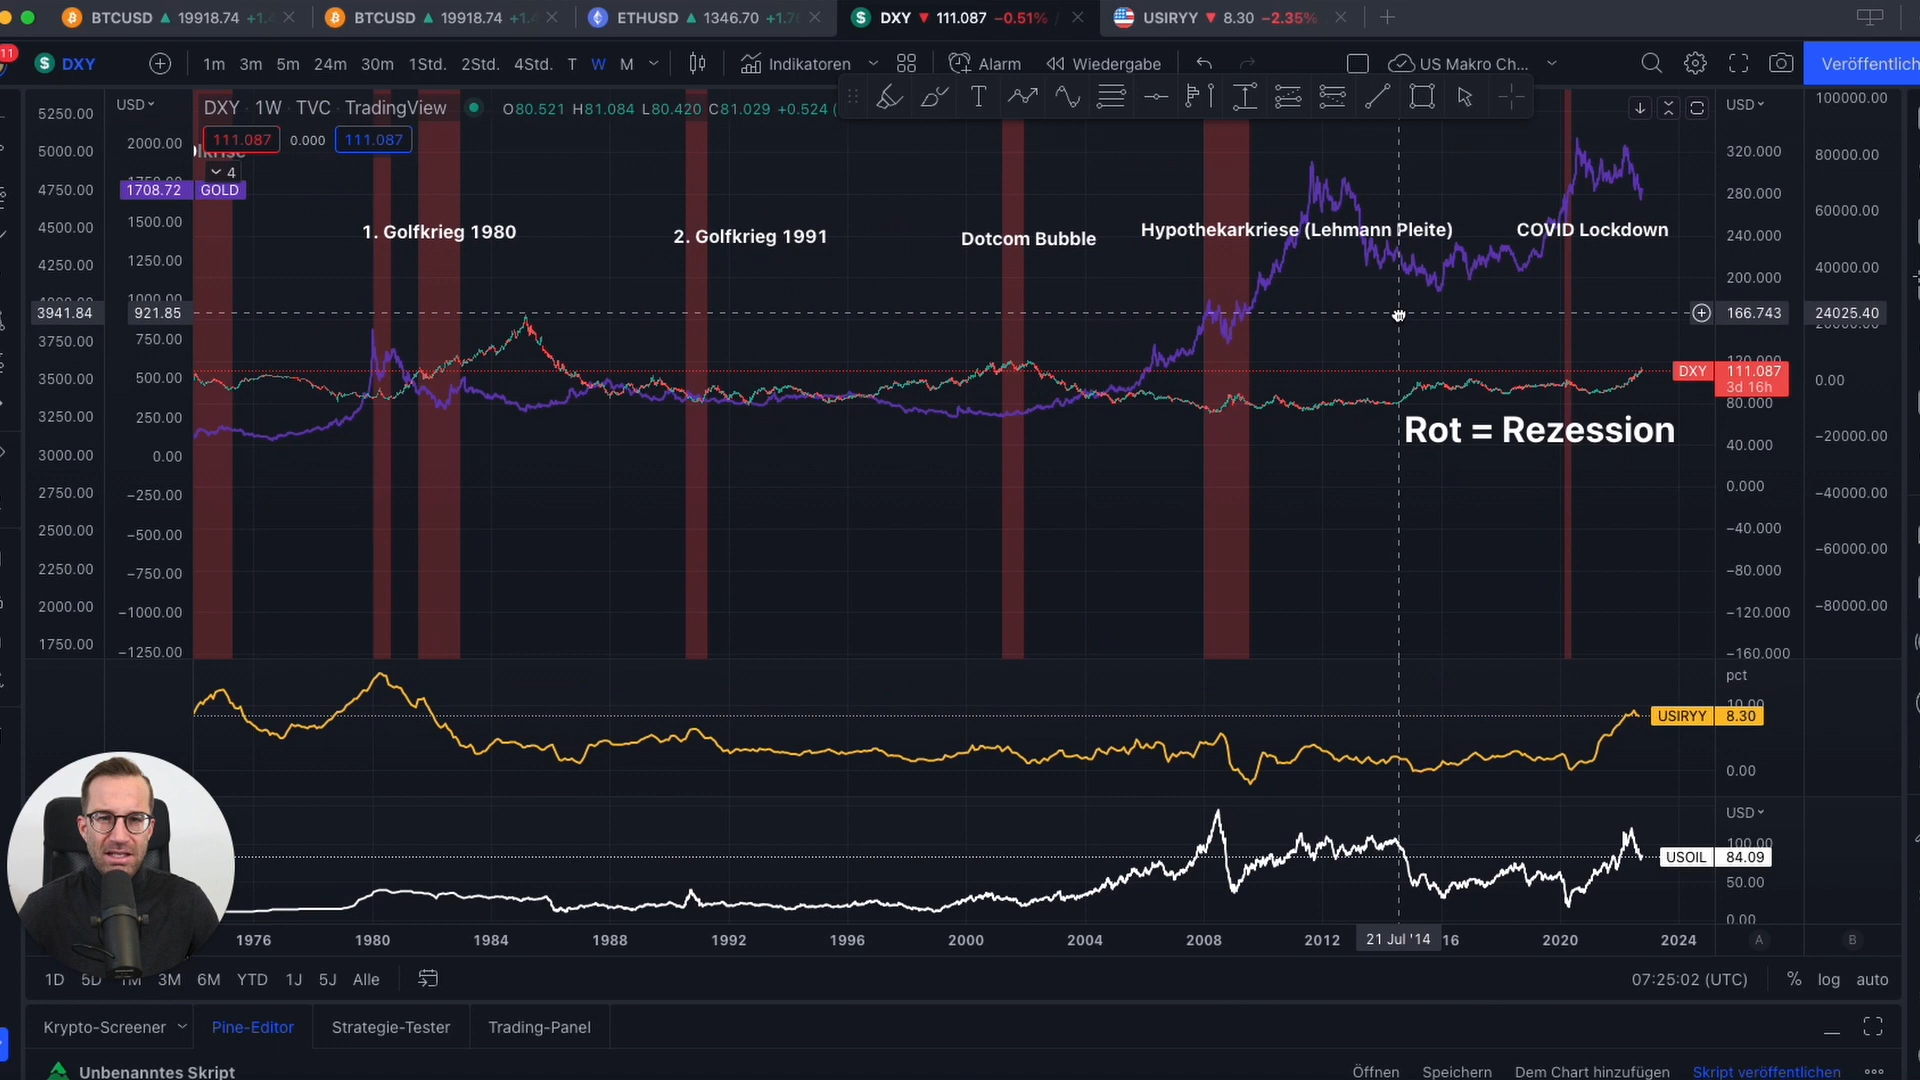 BTCUSD 19918.74
BTCUSD 19918.74
ETHUSD 1346.70
DXY 111.087 −0.51%
USIRYY 8.30 −2.35%
11
DXY
1m 3m 5m 24m 30m 1Std. 2Std. 4Std. T W M
Indikatoren
Alarm
Wiedergabe
US Makro Ch...
Veröffentlich
USD
DXY · 1W · TVC · TradingView
O80.521 H81.084 L80.420 C81.029 +0.524
USD
100000.00
111.087 0.000 111.087
4
1708.72 GOLD
1. Golfkrieg 1980
2. Golfkrieg 1991
Dotcom Bubble
Hypothekarkriese (Lehmann Pleite)
COVID Lockdown
Rot = Rezession
5250.00
5000.00
4750.00
4500.00
4250.00
3941.84
3750.00
3500.00
3250.00
3000.00
2750.00
2500.00
2250.00
2000.00
1750.00
2000.00
1500.00
1250.00
1000.00
921.85
750.00
500.00
250.00
0.00
−250.00
−500.00
−750.00
−1000.00
−1250.00
320.000
280.000
240.000
200.000
166.743
120.000
DXY 111.087
3d 16h
80.000
40.000
0.000
−40.000
−80.000
−120.000
−160.000
80000.00
60000.00
40000.00
24025.40
0.00
−20000.00
−40000.00
−60000.00
−80000.00
pct
10.00
USIRYY 8.30
0.00
USD
100.00
USOIL 84.09
50.00
0.00
1976 1980 1984 1988 1992 1996 2000 2004 2008 2012 21 Jul '14 16 2020 2024 A B
1D 5D 1M 3M 6M YTD 1J 5J Alle
07:25:02 (UTC) % log auto
Krypto-Screener Pine-Editor Strategie-Tester Trading-Panel
Unbenanntes Skript
Öffnen Speichern Dem Chart hinzufügen Skript veröffentlichen